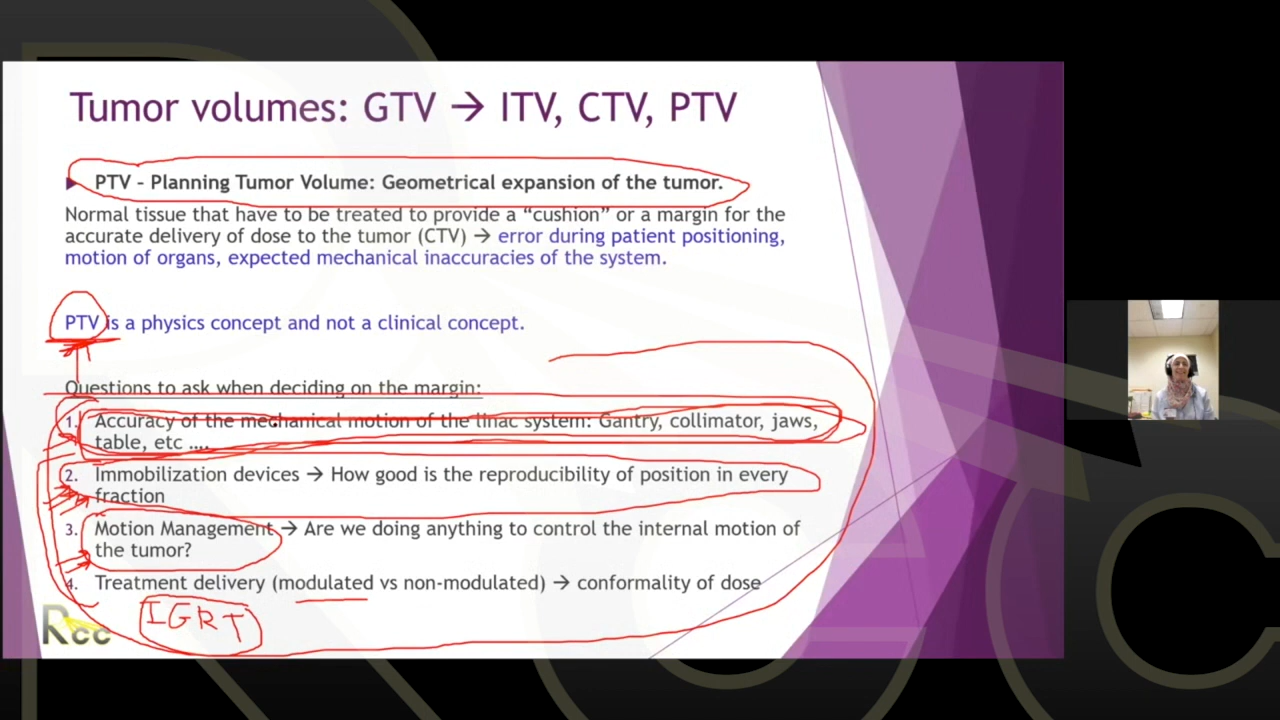 Tumor volumes: GTV → ITV, CTV, PTV
PTV – Planning Tumor Volume: Geometrical expansion of the tumor.
Normal tissue that have to be treated to provide a “cushion” or a margin for the
accurate delivery of dose to the tumor (CTV) → error during patient positioning,
motion of organs, expected mechanical inaccuracies of the system.
PTV is a physics concept and not a clinical concept.
Questions to ask when deciding on the margin:
1. Accuracy of the mechanical motion of the linac system: Gantry, collimator, jaws,
table, etc ....
2. Immobilization devices → How good is the reproducibility of position in every
fraction
3. Motion Management → Are we doing anything to control the internal motion of
the tumor?
4. Treatment delivery (modulated vs non-modulated) → conformality of dose
IGRT
Rcc